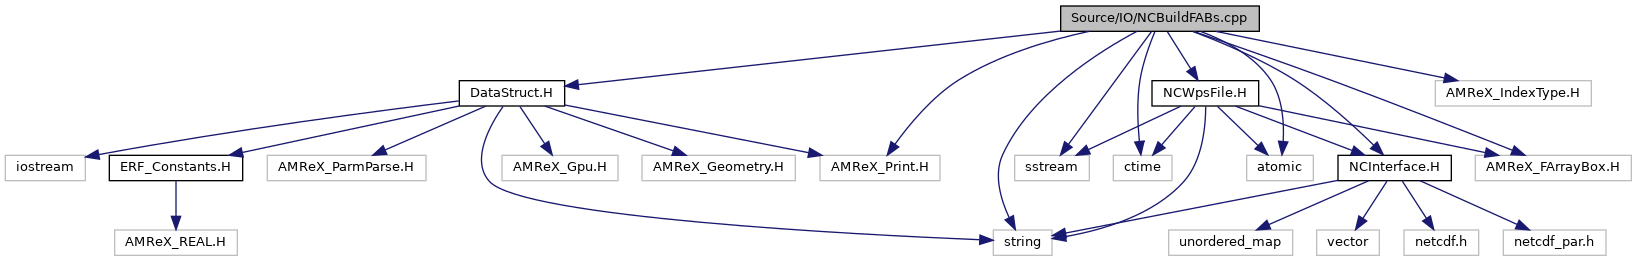 Source/IO/NCBuildFABs.cpp
DataStruct.H
NCWpsFile.H
AMReX_IndexType.H
iostream
ERF_Constants.H
AMReX_ParmParse.H
AMReX_Gpu.H
AMReX_Geometry.H
AMReX_Print.H
sstream
ctime
atomic
NCInterface.H
AMReX_FArrayBox.H
AMReX_REAL.H
string
unordered_map
vector
netcdf.h
netcdf_par.h